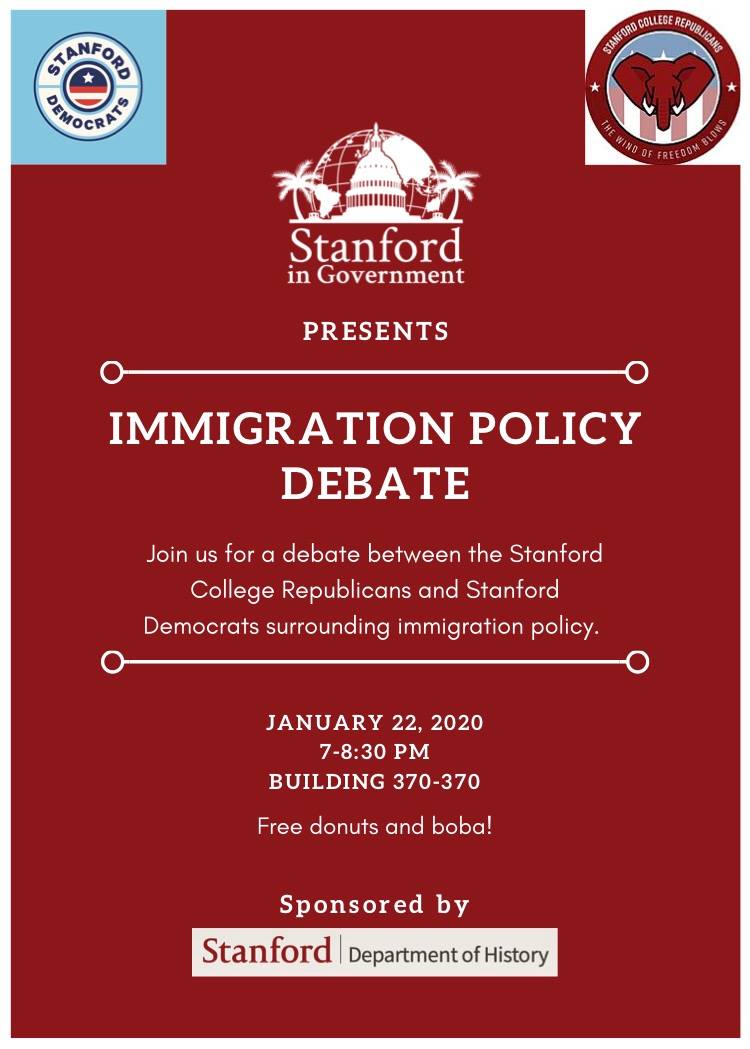 STANFORD
DEMOCRATS
STANFORD COLLEGE REPUBLICANS
THE WIND OF FREEDOM BLOWS
Stanford
in Government
PRESENTS
IMMIGRATION POLICY
DEBATE
Join us for a debate between the Stanford
College Republicans and Stanford
Democrats surrounding immigration policy.
JANUARY 22, 2020
7-8:30 PM
BUILDING 370-370
Free donuts and boba!
Sponsored by
Stanford | Department of History